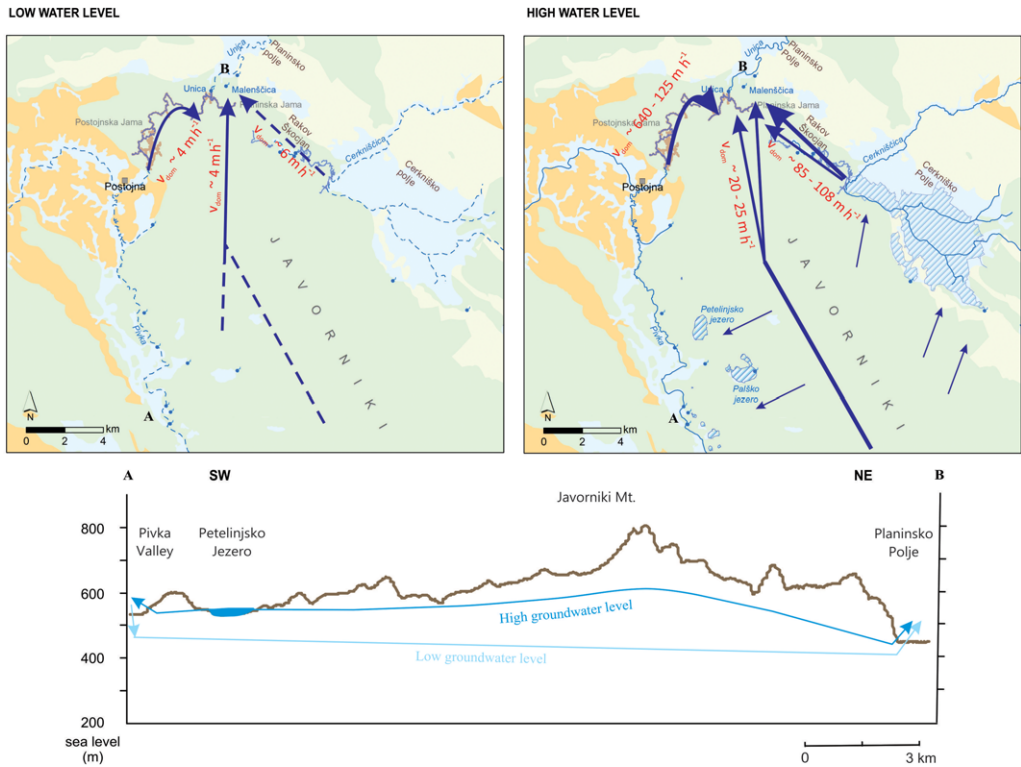 LOW WATER LEVEL
B
Unica
Planinsko
polje
Unica
Malenščica
Planinska Jama
Postojnska Jama
Rakov
Škocjan
Cerkniščica
Cerkniško
polje
v dom ~ 4 m h⁻¹
v dom ~ 4 m h⁻¹
v dom ~ 6 m h⁻¹
Postojna
JAVORNIKI
Pivka
A
N
0 2 4 km
HIGH WATER LEVEL
B
Unica
Planinsko
polje
Unica
Malenščica
Planinska Jama
Postojnska Jama
Rakov
Škocjan
Cerkniščica
Cerkniško
Polje
v dom ~ 640 - 125 m h⁻¹
v dom ~ 20 - 25 m h⁻¹
v dom ~ 85 - 108 m h⁻¹
Postojna
JAVORNIKI
Petelinjsko
jezero
Palško
jezero
Pivka
A
N
0 2 4 km
A SW NE B
Javorniki Mt.
Pivka
Valley
Petelinjsko
Jezero
Planinsko
Polje
High groundwater level
Low groundwater level
800
600
400
200
sea level
(m)
0 3 km